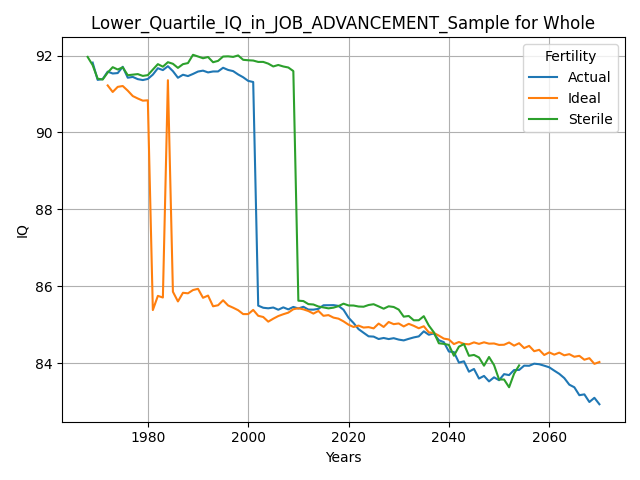 Lower_Quartile_IQ_in_JOB_ADVANCEMENT_Sample for Whole
Fertility
Actual
Ideal
Sterile
IQ
92
90
88
86
84
1980
2000
2020
2040
2060
Years